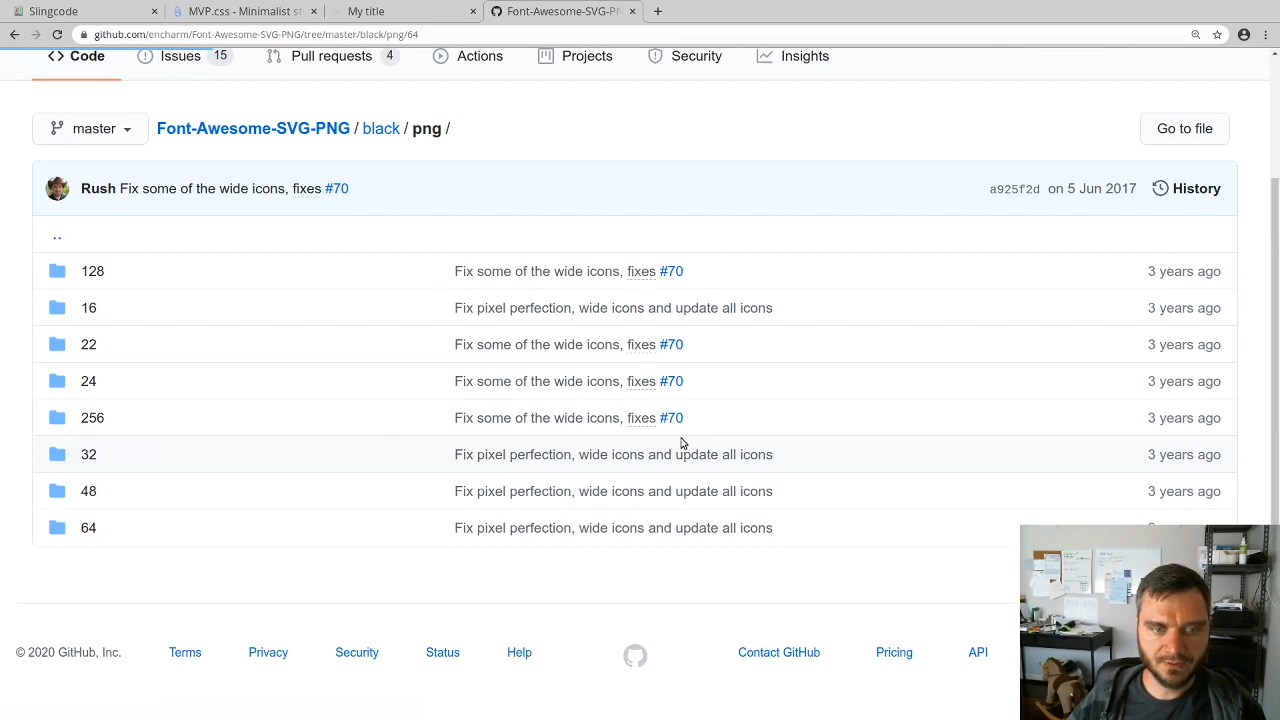 Slingcode
MVP.css - Minimalist st
My title
Font-Awesome-SVG-PN
github.com/encharm/Font-Awesome-SVG-PNG/tree/master/black/png/64
Code
Issues 15
Pull requests 4
Actions
Projects
Security
Insights
master
Font-Awesome-SVG-PNG / black / png /
Go to file
Rush Fix some of the wide icons, fixes #70
a925f2d on 5 Jun 2017
History
..
128 Fix some of the wide icons, fixes #70 3 years ago
16 Fix pixel perfection, wide icons and update all icons 3 years ago
22 Fix some of the wide icons, fixes #70 3 years ago
24 Fix some of the wide icons, fixes #70 3 years ago
256 Fix some of the wide icons, fixes #70 3 years ago
32 Fix pixel perfection, wide icons and update all icons 3 years ago
48 Fix pixel perfection, wide icons and update all icons 3 years ago
64 Fix pixel perfection, wide icons and update all icons
© 2020 GitHub, Inc.
Terms
Privacy
Security
Status
Help
Contact GitHub
Pricing
API